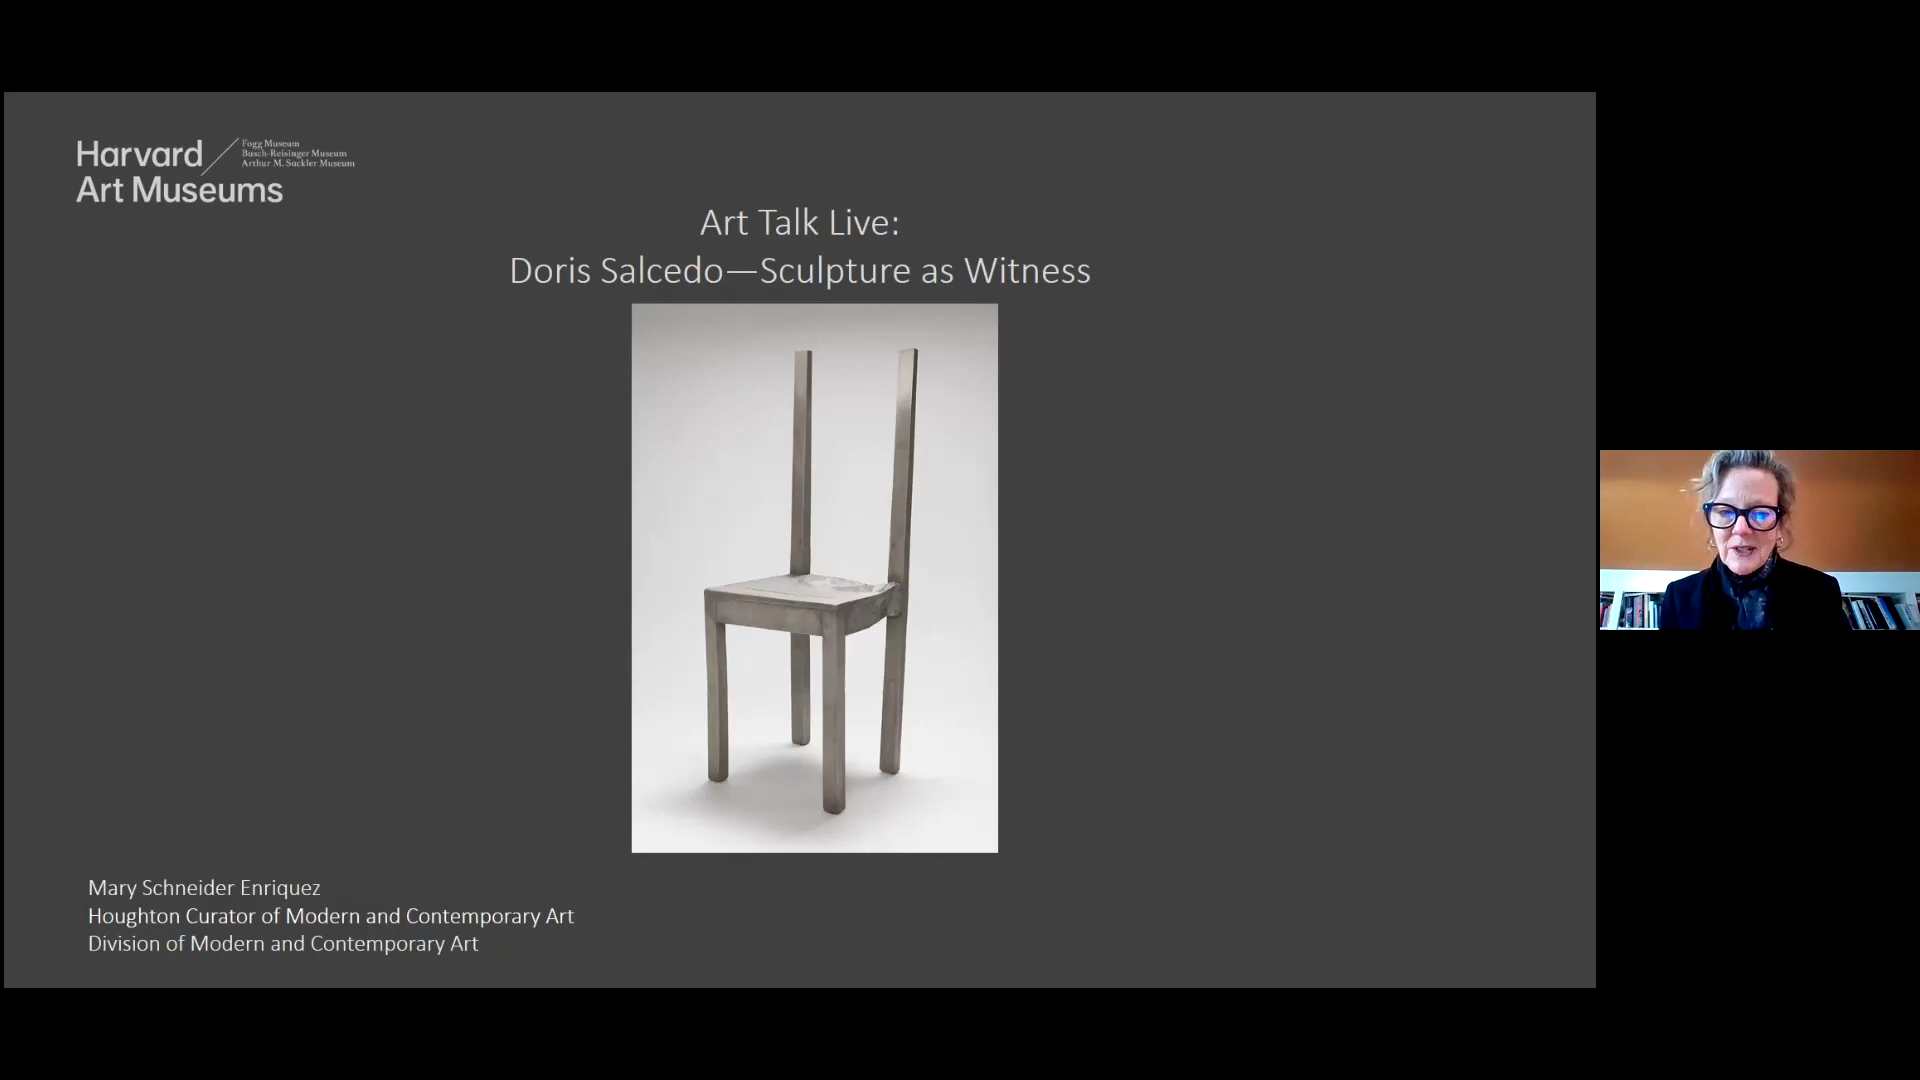 Harvard
Art Museums
Fogg Museum
Busch-Reisinger Museum
Arthur M. Sackler Museum
Art Talk Live:
Doris Salcedo—Sculpture as Witness
Mary Schneider Enriquez
Houghton Curator of Modern and Contemporary Art
Division of Modern and Contemporary Art